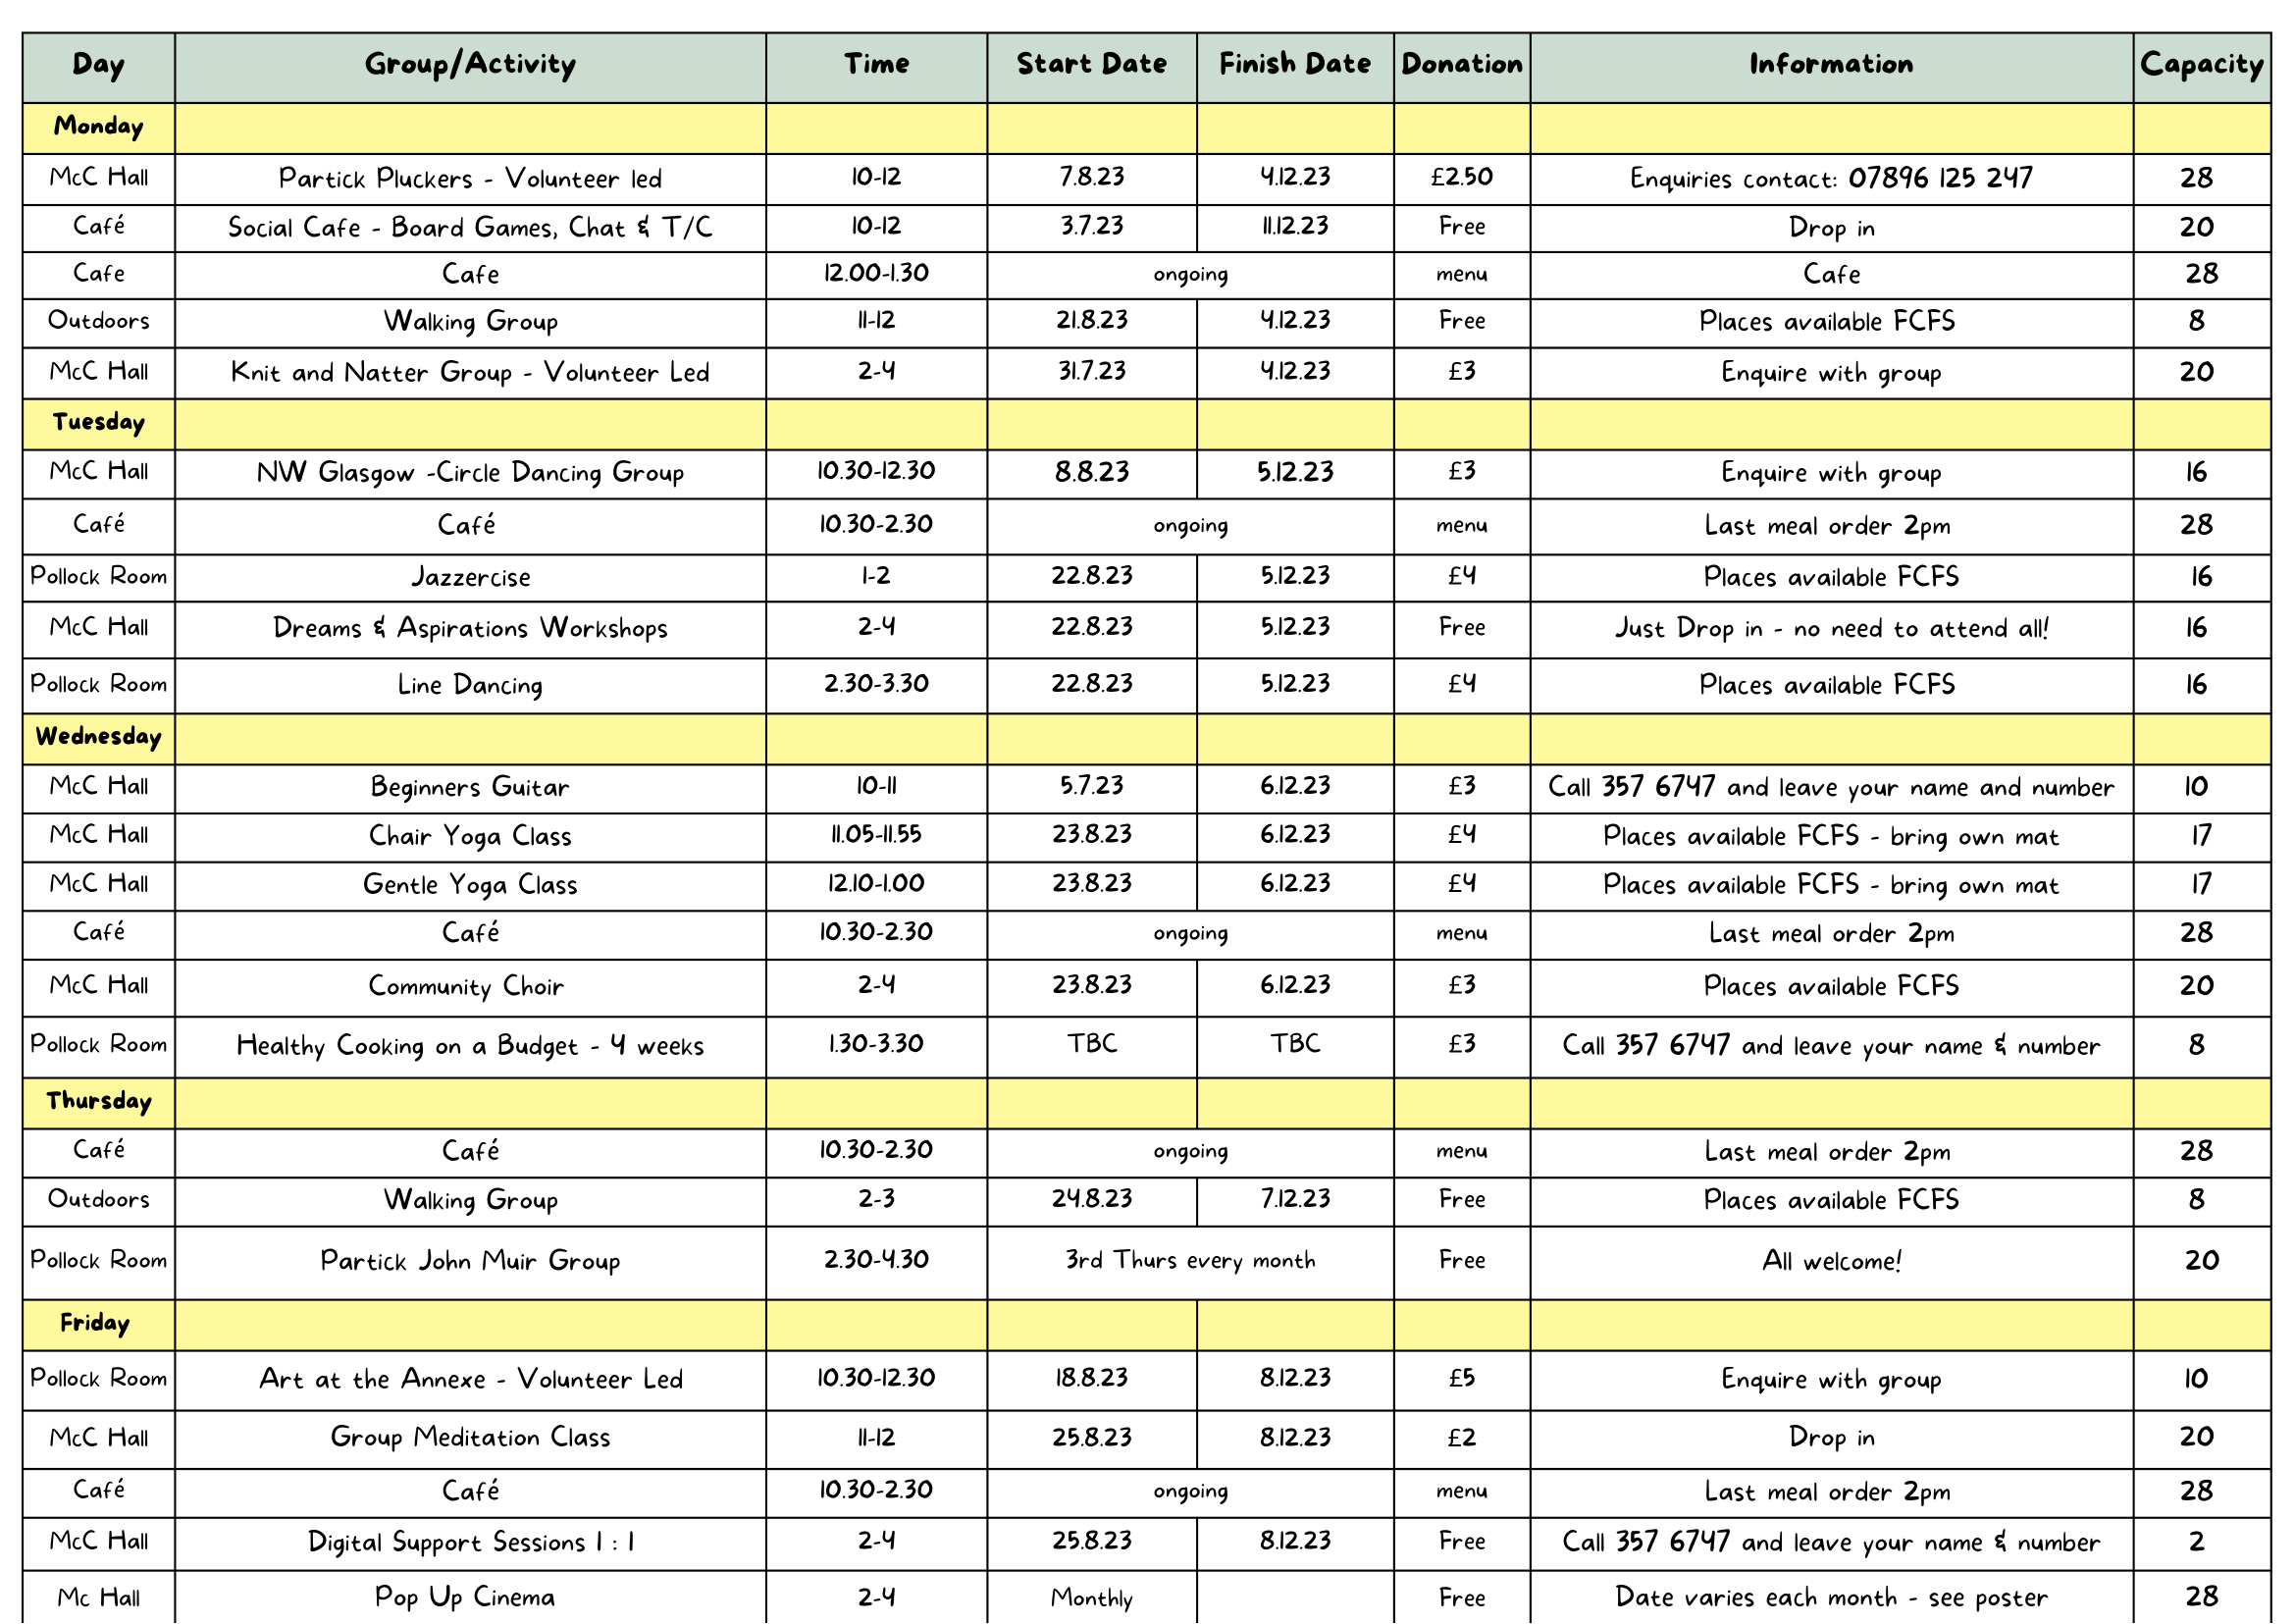 Day Group/Activity Time Start Date Finish Date Donation Information Capacity
Monday
McC Hall Partick Pluckers - Volunteer led 10-12 7.8.23 4.12.23 £2.50 Enquiries contact: 07896 125 247 28
Café Social Cafe - Board Games, Chat & T/C 10-12 3.7.23 11.12.23 Free Drop in 20
Cafe Cafe 12.00-1.30 ongoing menu Cafe 28
Outdoors Walking Group 11-12 21.8.23 4.12.23 Free Places available FCFS 8
McC Hall Knit and Natter Group - Volunteer Led 2-4 31.7.23 4.12.23 £3 Enquire with group 20
Tuesday
McC Hall NW Glasgow -Circle Dancing Group 10.30-12.30 8.8.23 5.12.23 £3 Enquire with group 16
Café Café 10.30-2.30 ongoing menu Last meal order 2pm 28
Pollock Room Jazzercise 1-2 22.8.23 5.12.23 £4 Places available FCFS 16
McC Hall Dreams & Aspirations Workshops 2-4 22.8.23 5.12.23 Free Just Drop in - no need to attend all! 16
Pollock Room Line Dancing 2.30-3.30 22.8.23 5.12.23 £4 Places available FCFS 16
Wednesday
McC Hall Beginners Guitar 10-11 5.7.23 6.12.23 £3 Call 357 6747 and leave your name and number 10
McC Hall Chair Yoga Class 11.05-11.55 23.8.23 6.12.23 £4 Places available FCFS - bring own mat 17
McC Hall Gentle Yoga Class 12.10-1.00 23.8.23 6.12.23 £4 Places available FCFS - bring own mat 17
Café Café 10.30-2.30 ongoing menu Last meal order 2pm 28
McC Hall Community Choir 2-4 23.8.23 6.12.23 £3 Places available FCFS 20
Pollock Room Healthy Cooking on a Budget - 4 weeks 1.30-3.30 TBC TBC £3 Call 357 6747 and leave your name & number 8
Thursday
Café Café 10.30-2.30 ongoing menu Last meal order 2pm 28
Outdoors Walking Group 2-3 24.8.23 7.12.23 Free Places available FCFS 8
Pollock Room Partick John Muir Group 2.30-4.30 3rd Thurs every month Free All welcome! 20
Friday
Pollock Room Art at the Annexe - Volunteer Led 10.30-12.30 18.8.23 8.12.23 £5 Enquire with group 10
McC Hall Group Meditation Class 11-12 25.8.23 8.12.23 £2 Drop in 20
Café Café 10.30-2.30 ongoing menu Last meal order 2pm 28
McC Hall Digital Support Sessions 1 : 1 2-4 25.8.23 8.12.23 Free Call 357 6747 and leave your name & number 2
Mc Hall Pop Up Cinema 2-4 Monthly Free Date varies each month - see poster 28